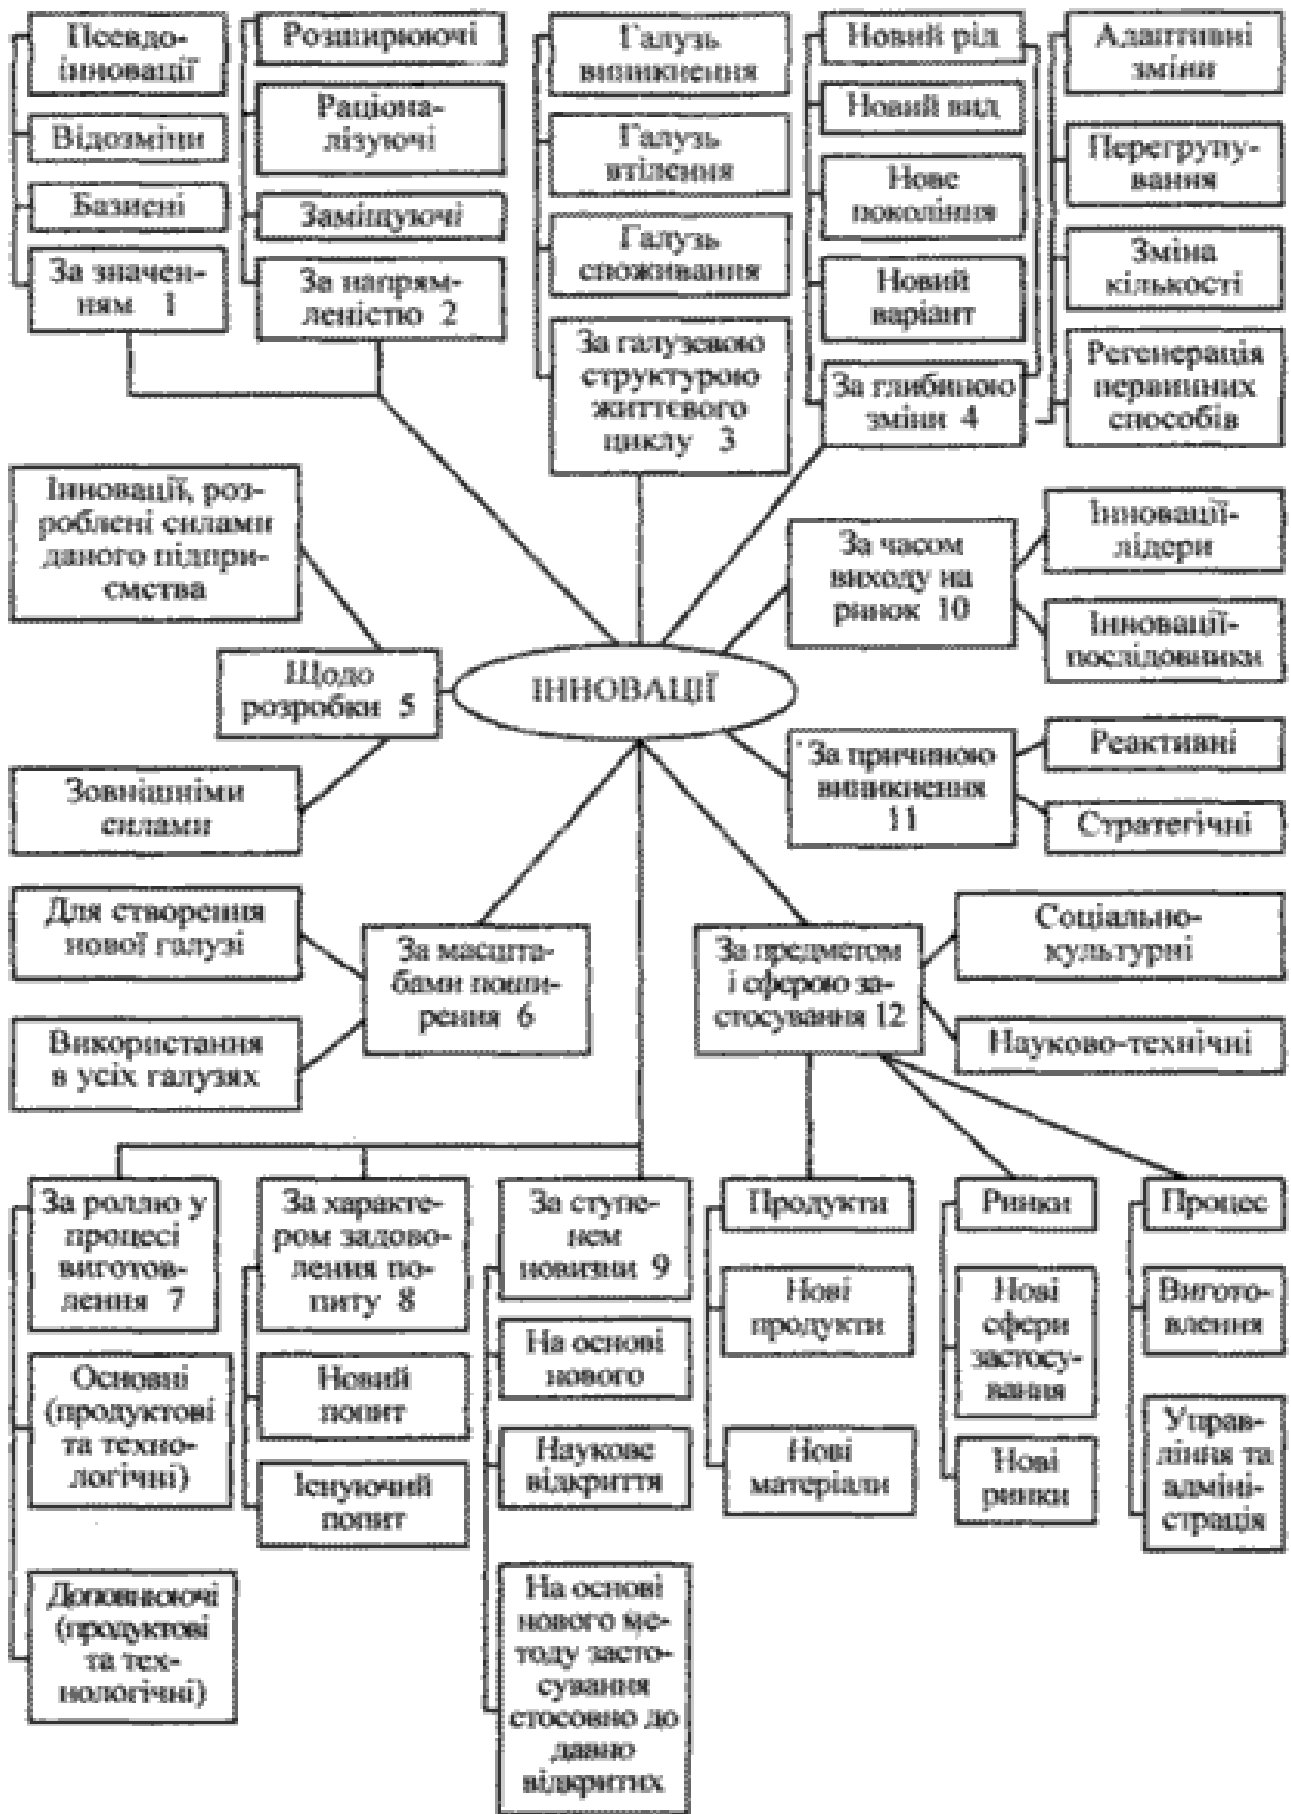 Псевдо-
інновації
Відозміни
Базисні
За значен-
ням 1
Розширюючі
Раціона-
лізуючі
Заміщуючі
За напрям-
леністю 2
Галузь
виникнення
Галузь
втілення
Галузь
споживання
За галузевою
структурою
життєвого
циклу 3
Новий рід
Новий вид
Нове
покоління
Новий
варіант
За глибиною
зміни 4
Адаптивні
зміни
Перегрупу-
вання
Зміна
кількості
Регенерація
первинних
способів
Інновації, роз-
роблені силами
даного підпри-
ємства
Щодо
розробки 5
Зовнішніми
силами
ІННОВАЦІЇ
За часом
виходу на
ринок 10
Інновації-
лідери
Інновації-
послідовники
За причиною
виникнення
11
Реактивні
Стратегічні
Для створення
нової галузі
Використання
в усіх галузях
За масшта-
бами поши-
рення 6
За предметом
і сферою за-
стосування 12
Соціально-
культурні
Науково-технічні
За роллю у
процесі
виготов-
лення 7
Основні
(продуктові
та техно-
логічні)
Доповнюючі
(продуктові
та тех-
нологічні)
За характе-
ром задово-
лення по-
питу 8
Новий
попит
Існуючий
попит
За ступе-
нем
новизни 9
На основі
нового
Наукове
відкриття
На основі
нового ме-
тоду засто-
сування
стосовно до
давно
відкритих
Продукти
Нові
продукти
Нові
матеріали
Ринки
Нові
сфери
застосу-
вання
Нові
ринки
Процес
Вигото-
влення
Управ-
ління та
адміні-
страція